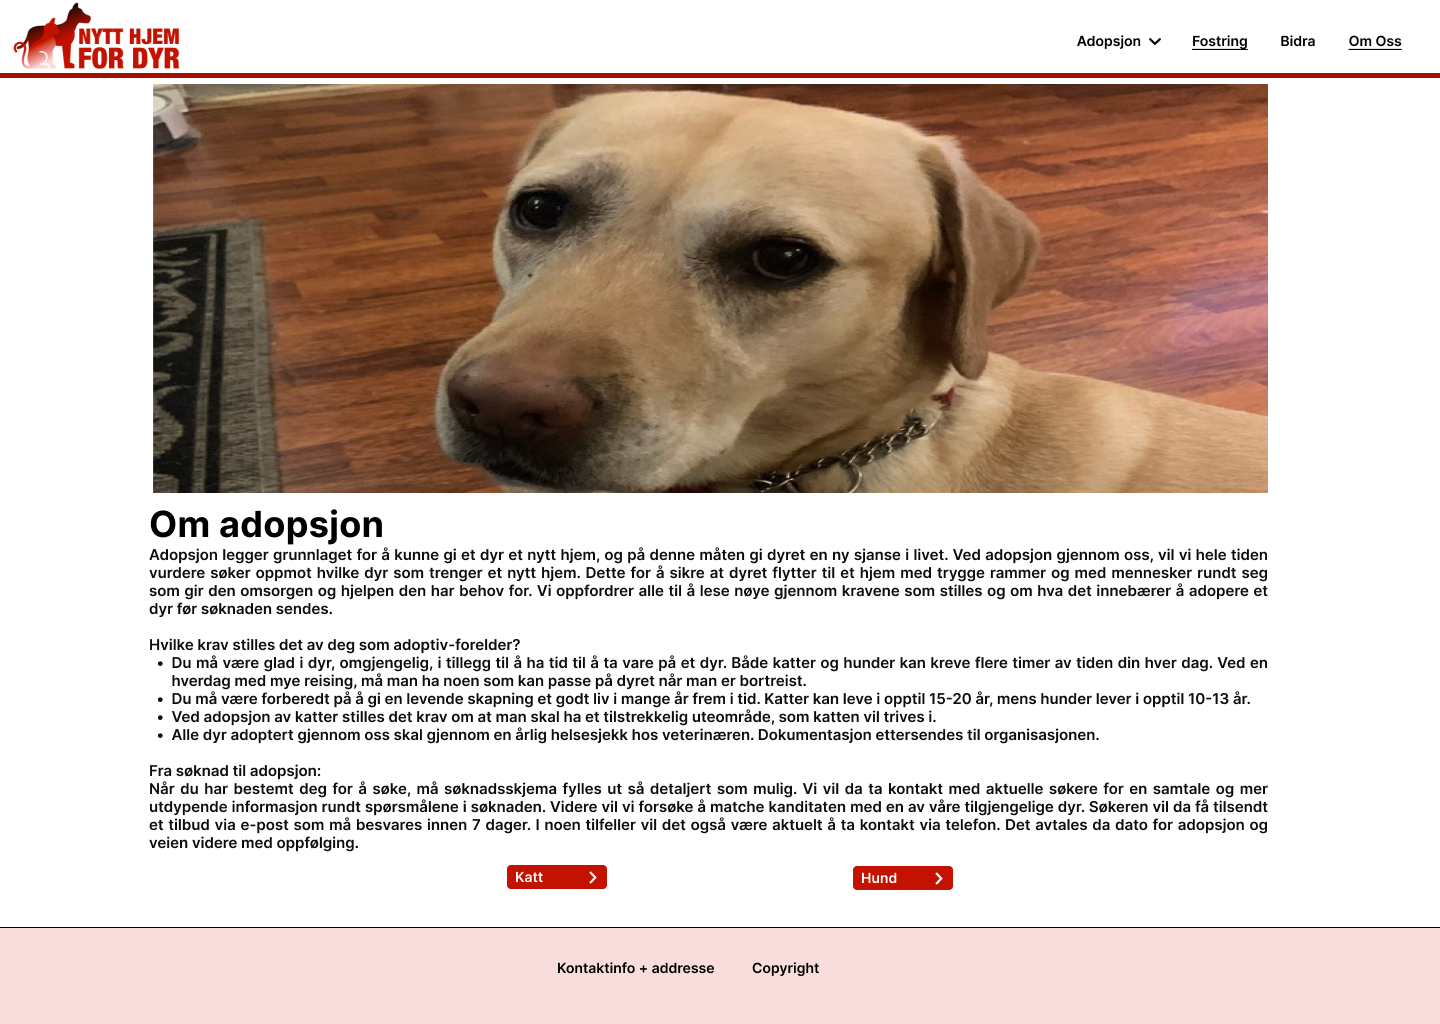 NYTT HJEM
FOR DYR
Adopsjon
Fostring
Bidra
Om Oss
Om adopsjon
Adopsjon legger grunnlaget for å kunne gi et dyr et nytt hjem, og på denne måten gi dyret en ny sjanse i livet. Ved adopsjon gjennom oss, vil vi hele tiden
vurdere søker oppmot hvilke dyr som trenger et nytt hjem. Dette for å sikre at dyret flytter til et hjem med trygge rammer og med mennesker rundt seg
som gir den omsorgen og hjelpen den har behov for. Vi oppfordrer alle til å lese nøye gjennom kravene som stilles og om hva det innebærer å adopere et
dyr før søknaden sendes.
Hvilke krav stilles det av deg som adoptiv-forelder?
• Du må være glad i dyr, omgjengelig, i tillegg til å ha tid til å ta vare på et dyr. Både katter og hunder kan kreve flere timer av tiden din hver dag. Ved en
hverdag med mye reising, må man ha noen som kan passe på dyret når man er bortreist.
• Du må være forberedt på å gi en levende skapning et godt liv i mange år frem i tid. Katter kan leve i opptil 15-20 år, mens hunder lever i opptil 10-13 år.
• Ved adopsjon av katter stilles det krav om at man skal ha et tilstrekkelig uteområde, som katten vil trives i.
• Alle dyr adoptert gjennom oss skal gjennom en årlig helsesjekk hos veterinæren. Dokumentasjon ettersendes til organisasjonen.
Fra søknad til adopsjon:
Når du har bestemt deg for å søke, må søknadsskjema fylles ut så detaljert som mulig. Vi vil da ta kontakt med aktuelle søkere for en samtale og mer
utdypende informasjon rundt spørsmålene i søknaden. Videre vil vi forsøke å matche kanditaten med en av våre tilgjengelige dyr. Søkeren vil da få tilsendt
et tilbud via e-post som må besvares innen 7 dager. I noen tilfeller vil det også være aktuelt å ta kontakt via telefon. Det avtales da dato for adopsjon og
veien videre med oppfølging.
Katt
Hund
Kontaktinfo + addresse
Copyright